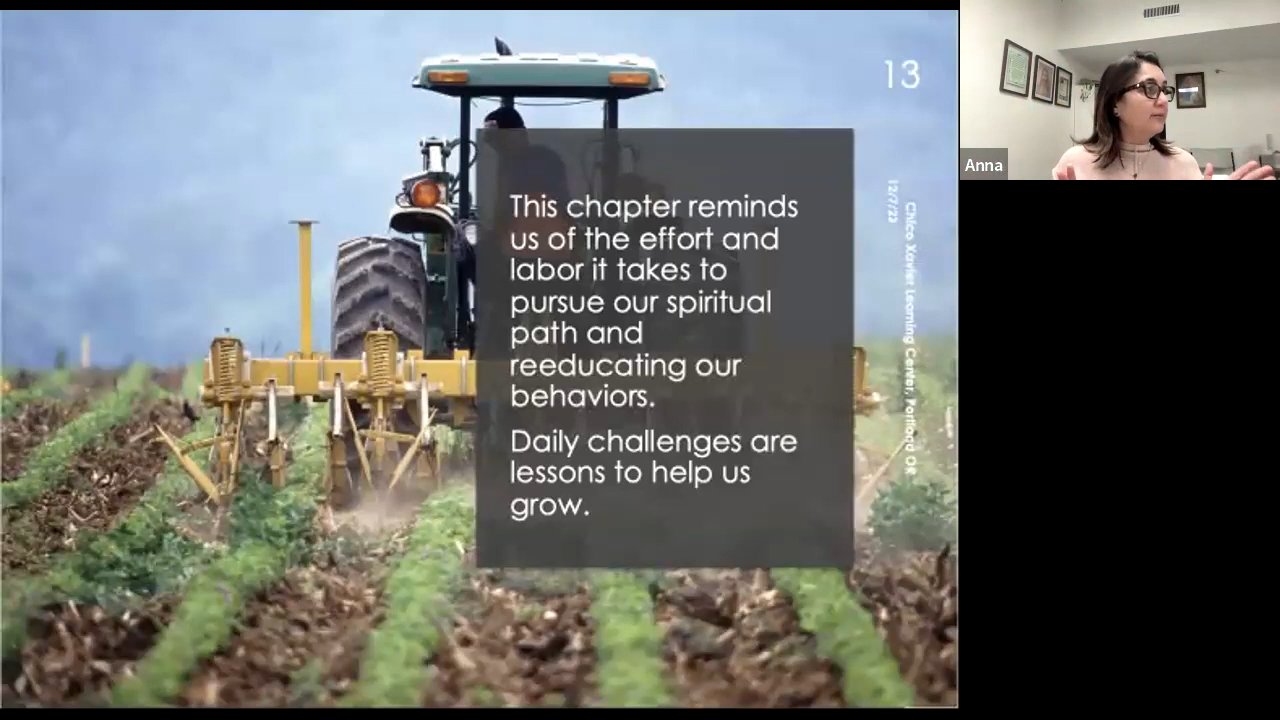 13
Anna
12/7/23
Chico Xavier Learning Center, Portland OR
This chapter reminds
us of the effort and
labor it takes to
pursue our spiritual
path and
reeducating our
behaviors.
Daily challenges are
lessons to help us
grow.